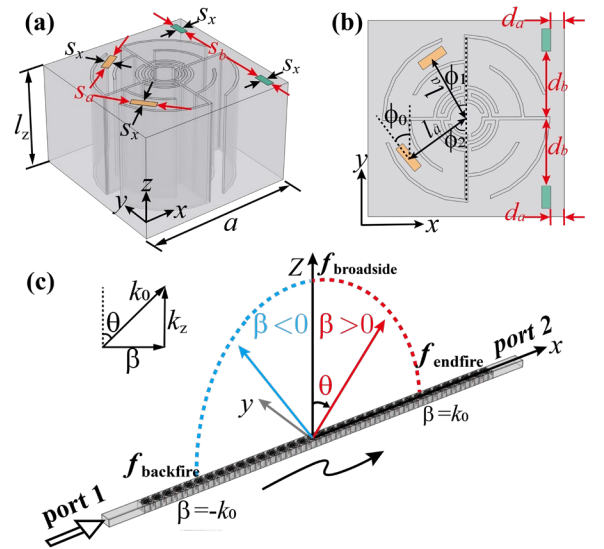 (a)
s_x
s_b
s_x
s_x
s_a
s_x
l_z
z
y
x
a
(b)
d_a
ϕ_1
l_a
d_b
ϕ_0
l_a
ϕ_2
d_b
y
x
d_a
(c)
k_0
θ
k_z
β
Z
f_broadside
β<0
β>0
θ
y
f_endfire
port 2
x
β=k_0
f_backfire
β=-k_0
port 1